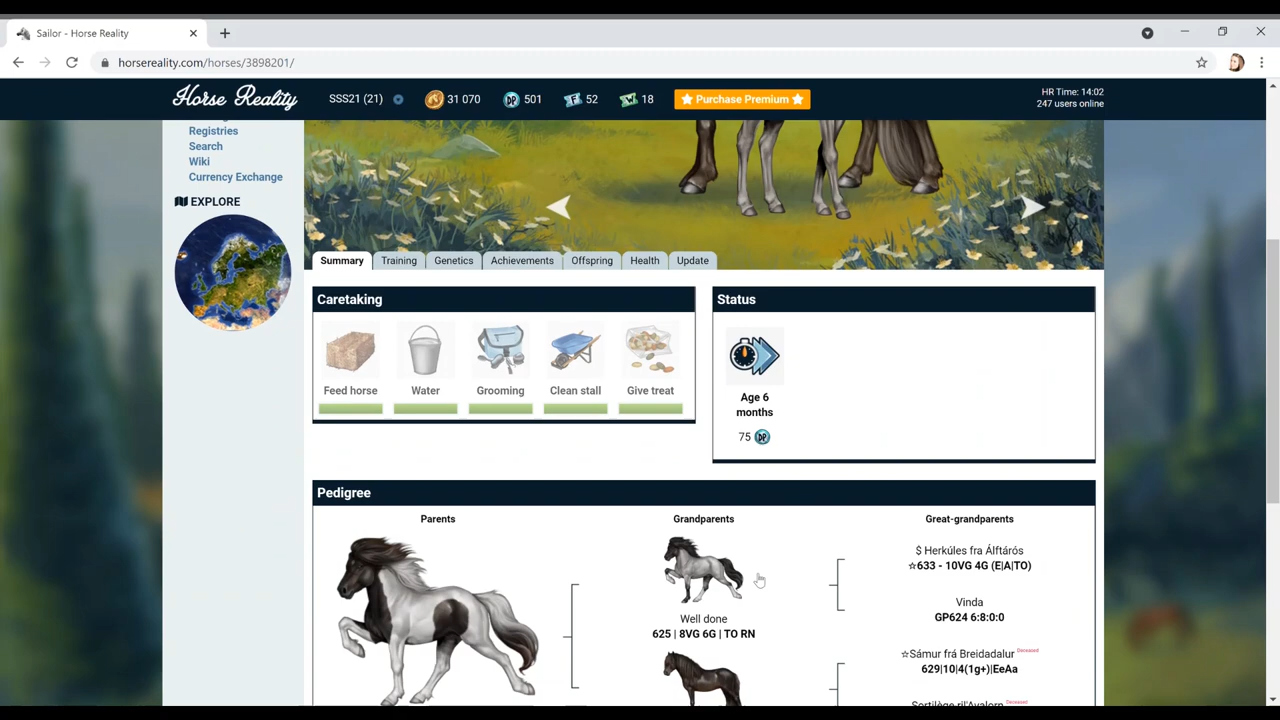 Sailor - Horse Reality
horsereality.com/horses/3898201/
Horse Reality
SSS21 (21)
31 070
DP 501
52
18
Purchase Premium
HR Time: 14:02
247 users online
Registries
Search
Wiki
Currency Exchange
EXPLORE
Summary
Training
Genetics
Achievements
Offspring
Health
Update
Caretaking
Feed horse
Water
Grooming
Clean stall
Give treat
Status
Age 6
months
75 DP
Pedigree
Parents
Grandparents
Great-grandparents
$ Herkúles fra Álftárós
☆633 - 10VG 4G (E|A|TO)
Vinda
GP624 6:8:0:0
Well done
625 | 8VG 6G | TO RN
☆Sámur frá Breidadalur Deceased
629|10|4(1g+)|EeAa